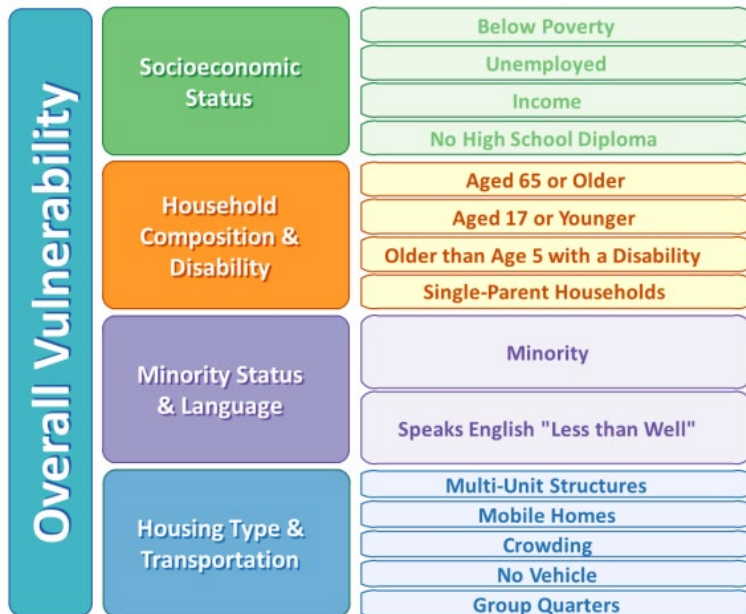 Overall Vulnerability
Socioeconomic
Status
Below Poverty
Unemployed
Income
No High School Diploma
Household
Composition &
Disability
Aged 65 or Older
Aged 17 or Younger
Older than Age 5 with a Disability
Single-Parent Households
Minority Status
& Language
Minority
Speaks English "Less than Well"
Housing Type &
Transportation
Multi-Unit Structures
Mobile Homes
Crowding
No Vehicle
Group Quarters